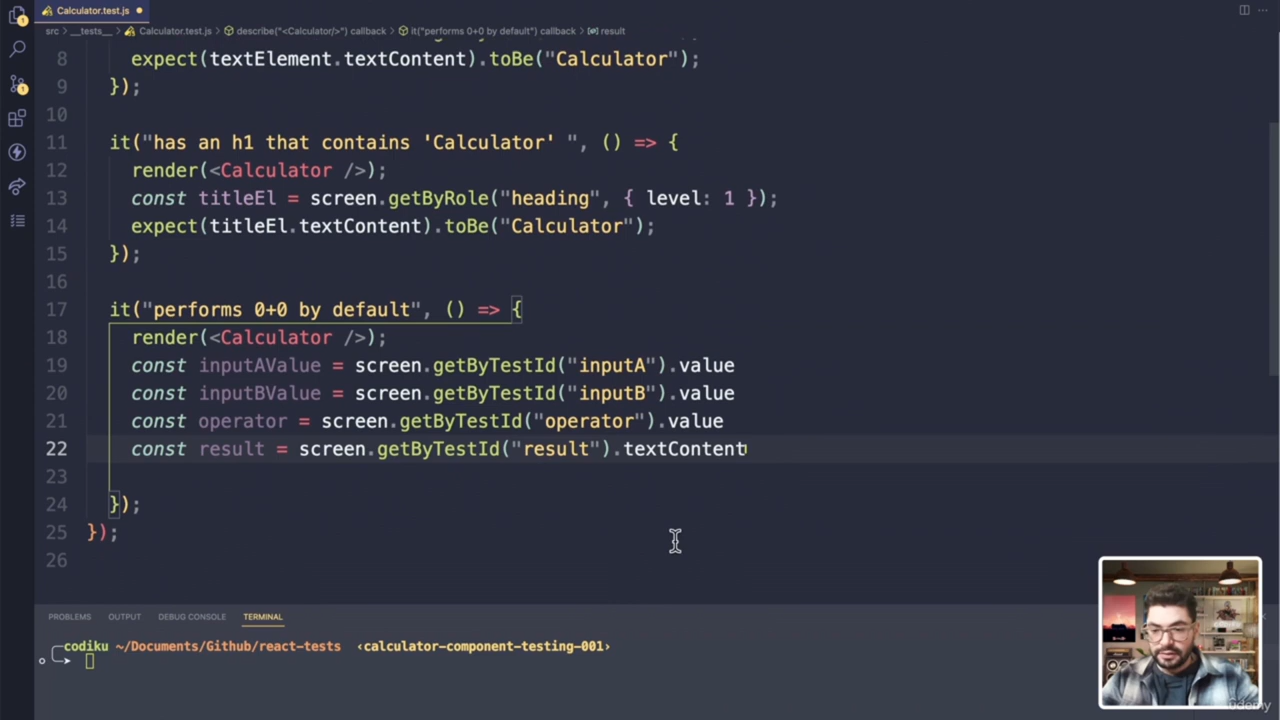 Calculator.test.js
src > __tests__ > Calculator.test.js > describe("<Calculator/>") callback > it("performs 0+0 by default") callback > result
8 expect(textElement.textContent).toBe("Calculator");
9 });
10
11 it("has an h1 that contains 'Calculator' ", () => {
12 render(<Calculator />);
13 const titleEl = screen.getByRole("heading", { level: 1 });
14 expect(titleEl.textContent).toBe("Calculator");
15 });
16
17 it("performs 0+0 by default", () => {
18 render(<Calculator />);
19 const inputAValue = screen.getByTestId("inputA").value
20 const inputBValue = screen.getByTestId("inputB").value
21 const operator = screen.getByTestId("operator").value
22 const result = screen.getByTestId("result").textContent
23
24 });
25 });
26
PROBLEMS OUTPUT DEBUG CONSOLE TERMINAL
codiku ~/Documents/Github/react-tests ‹calculator-component-testing-001›
udemy